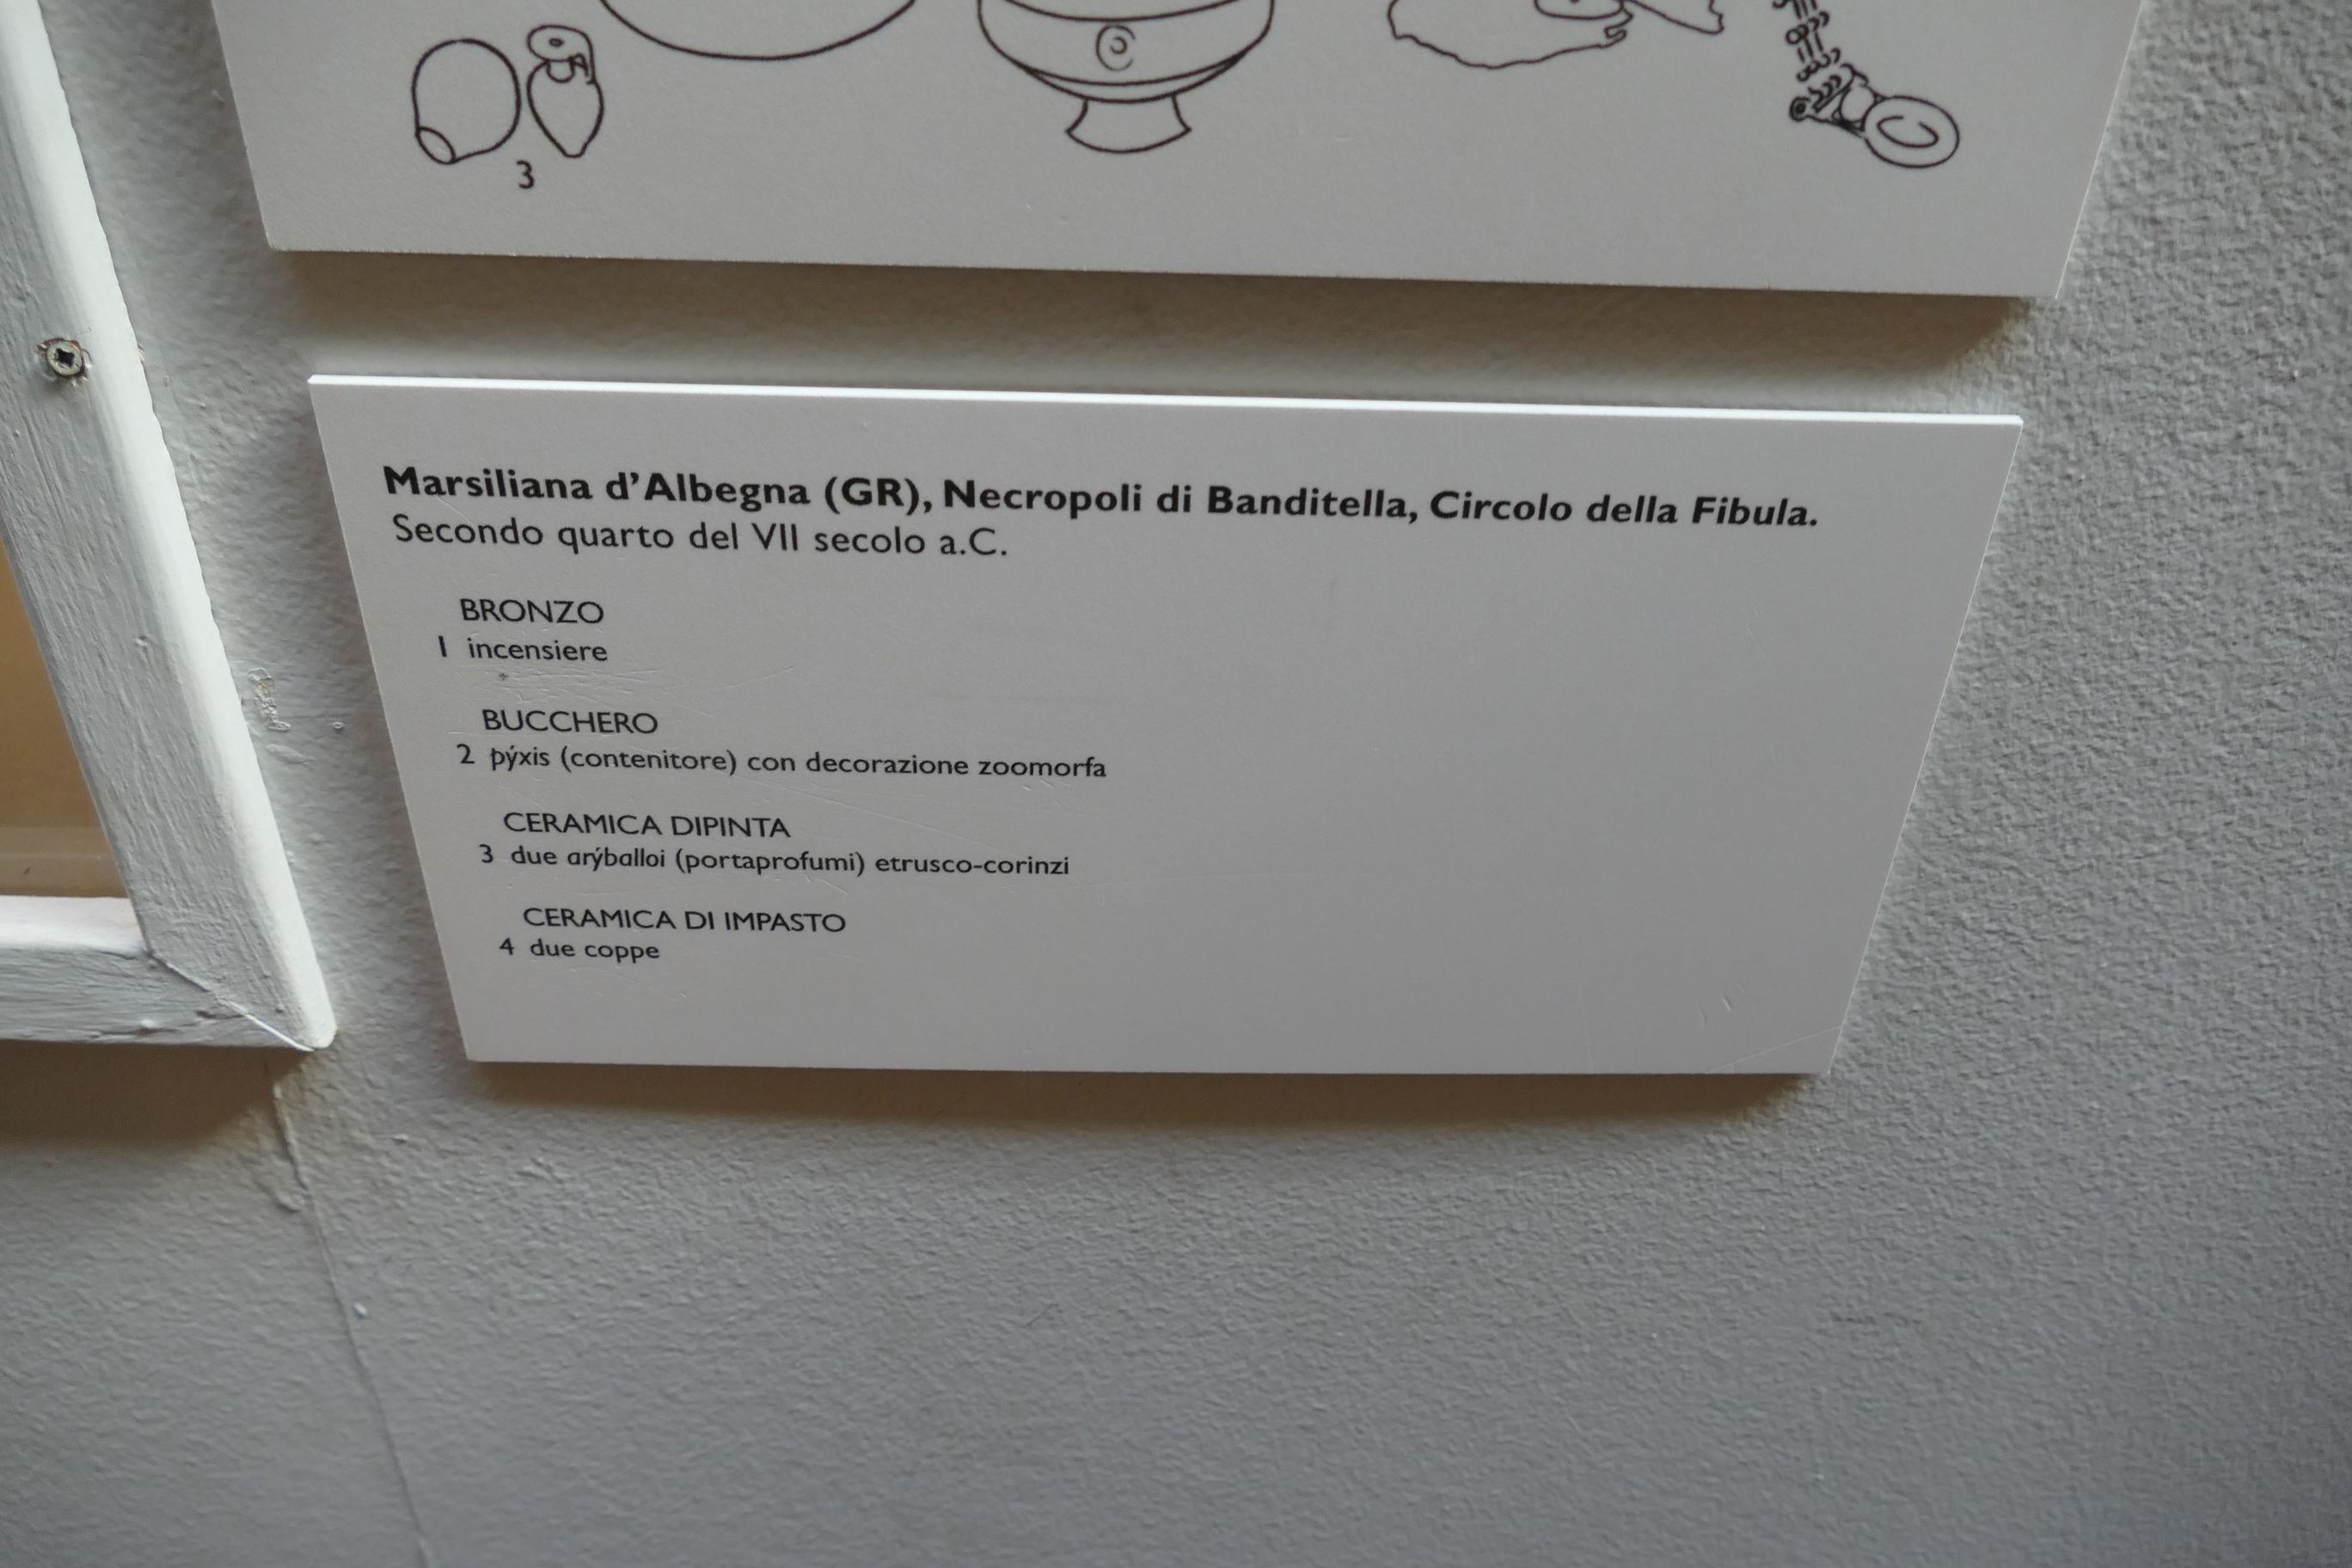 3
Marsiliana d’Albegna (GR), Necropoli di Banditella, Circolo della Fibula.
Secondo quarto del VII secolo a.C.
BRONZO
1 incensiere
BUCCHERO
2 pýxis (contenitore) con decorazione zoomorfa
CERAMICA DIPINTA
3 due arýballoi (portaprofumi) etrusco-corinzi
CERAMICA DI IMPASTO
4 due coppe